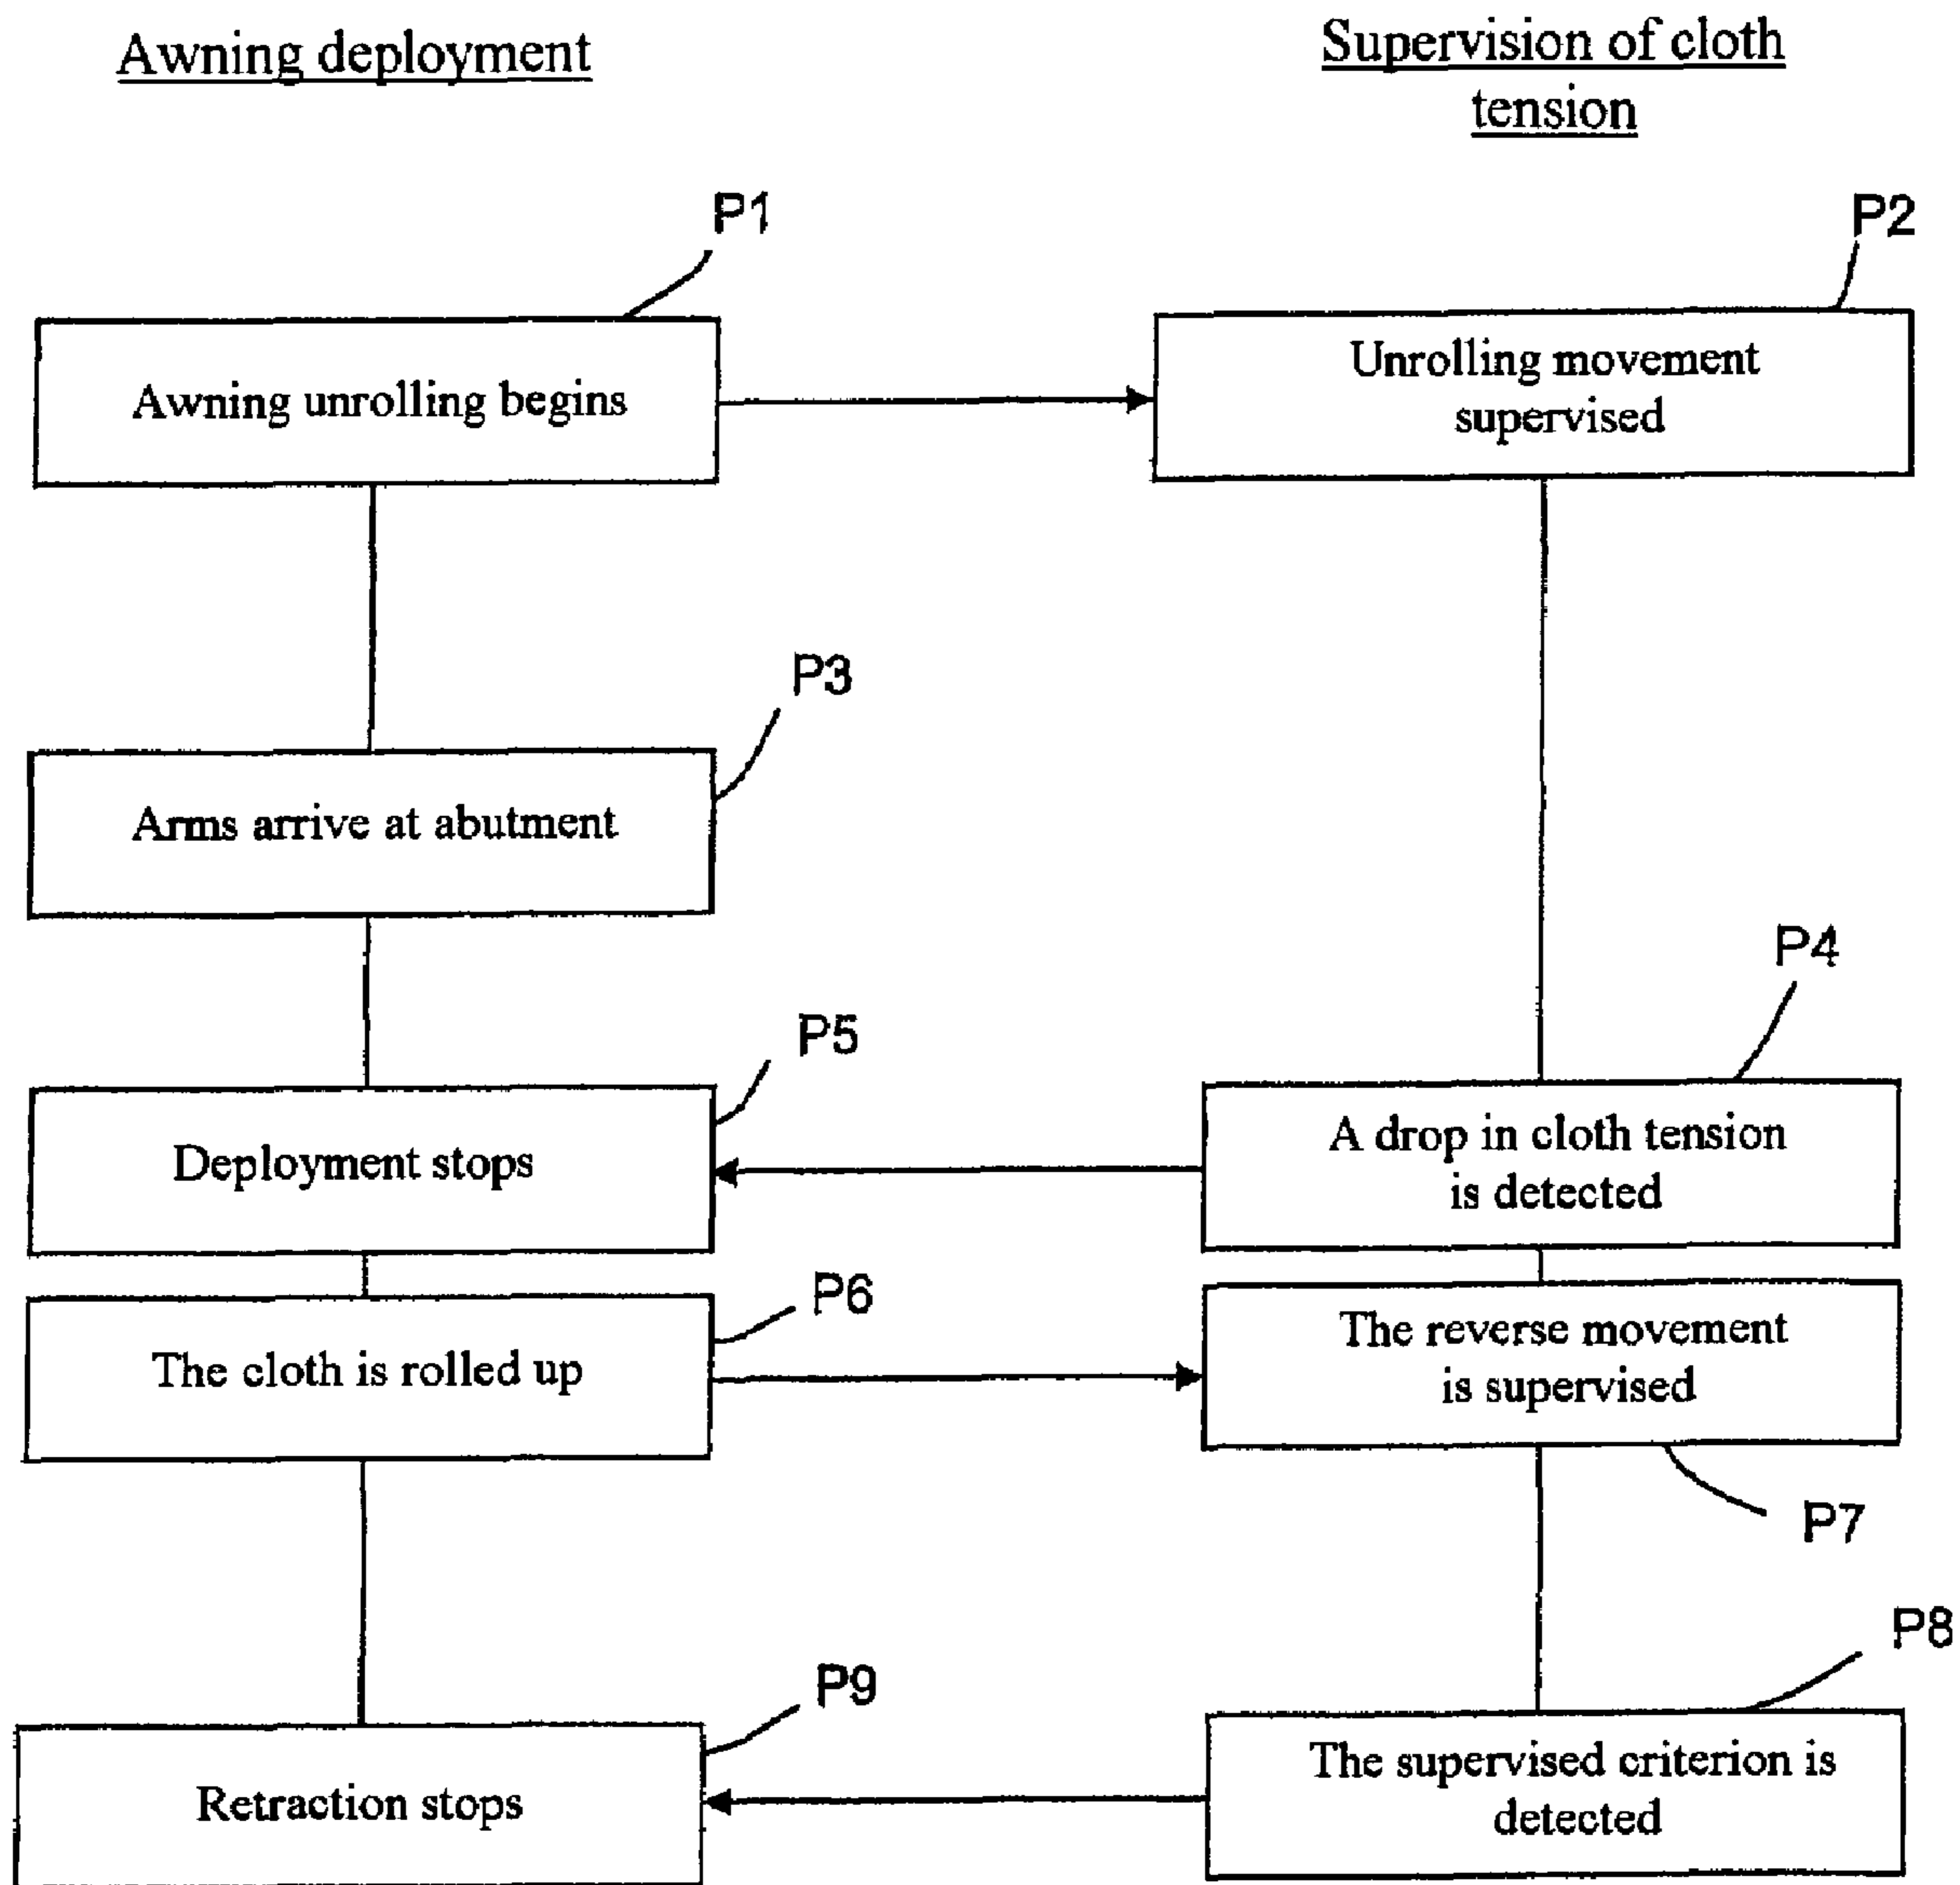 Awning deployment
Supervision of cloth
tension
P1
P2
Awning unrolling begins
Unrolling movement
supervised
P3
Arms arrive at abutment
P4
P5
Deployment stops
A drop in cloth tension
is detected
P6
The cloth is rolled up
The reverse movement
is supervised
P7
P8
P9
Retraction stops
The supervised criterion is
detected